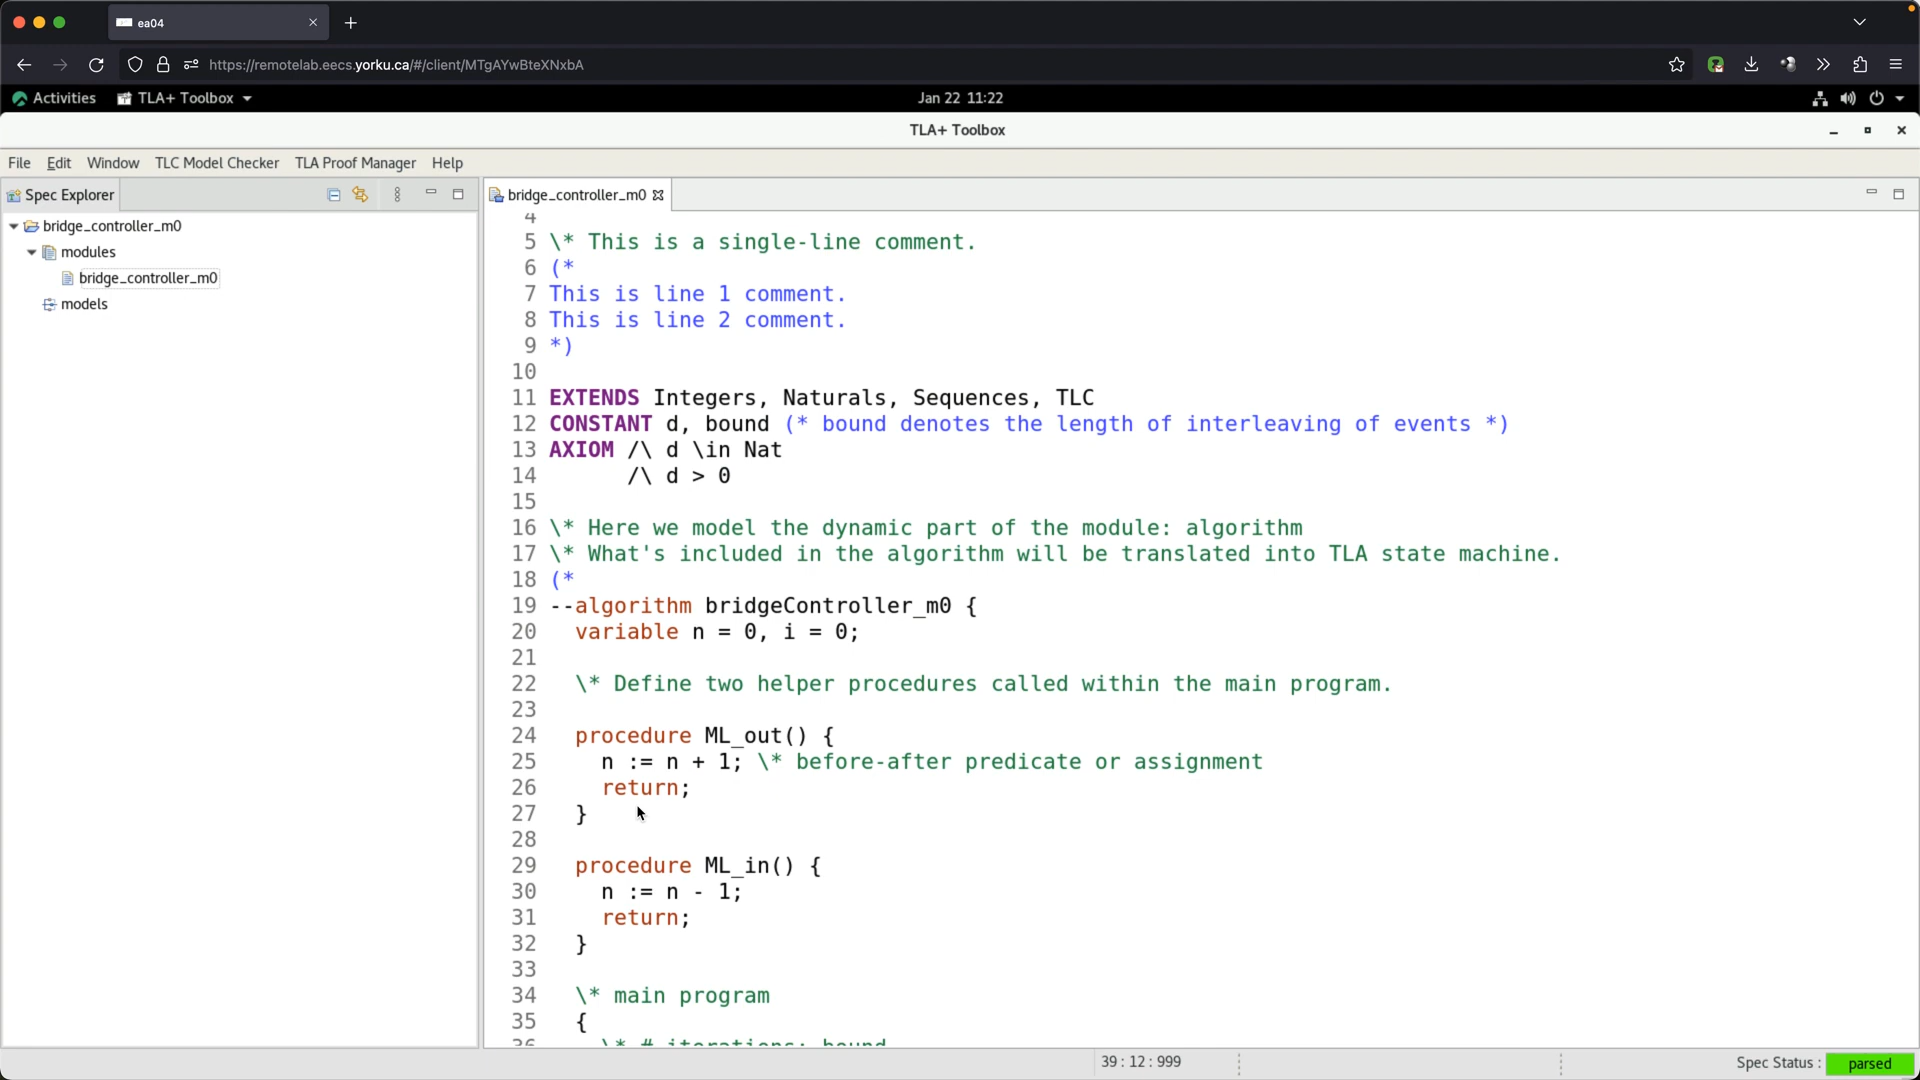 ea04
https://remotelab.eecs.yorku.ca/#/client/MTgAYwBteXNxbA
Activities TLA+ Toolbox Jan 22 11:22
TLA+ Toolbox
File Edit Window TLC Model Checker TLA Proof Manager Help
Spec Explorer
bridge_controller_m0
modules
bridge_controller_m0
models
bridge_controller_m0
4
5 \* This is a single-line comment.
6 (*
7 This is line 1 comment.
8 This is line 2 comment.
9 *)
10
11 EXTENDS Integers, Naturals, Sequences, TLC
12 CONSTANT d, bound (* bound denotes the length of interleaving of events *)
13 AXIOM /\ d \in Nat
14 /\ d > 0
15
16 \* Here we model the dynamic part of the module: algorithm
17 \* What's included in the algorithm will be translated into TLA state machine.
18 (*
19 --algorithm bridgeController_m0 {
20 variable n = 0, i = 0;
21
22 \* Define two helper procedures called within the main program.
23
24 procedure ML_out() {
25 n := n + 1; \* before-after predicate or assignment
26 return;
27 }
28
29 procedure ML_in() {
30 n := n - 1;
31 return;
32 }
33
34 \* main program
35 {
36 \* # iterations: bound
39 : 12 : 999
Spec Status : parsed